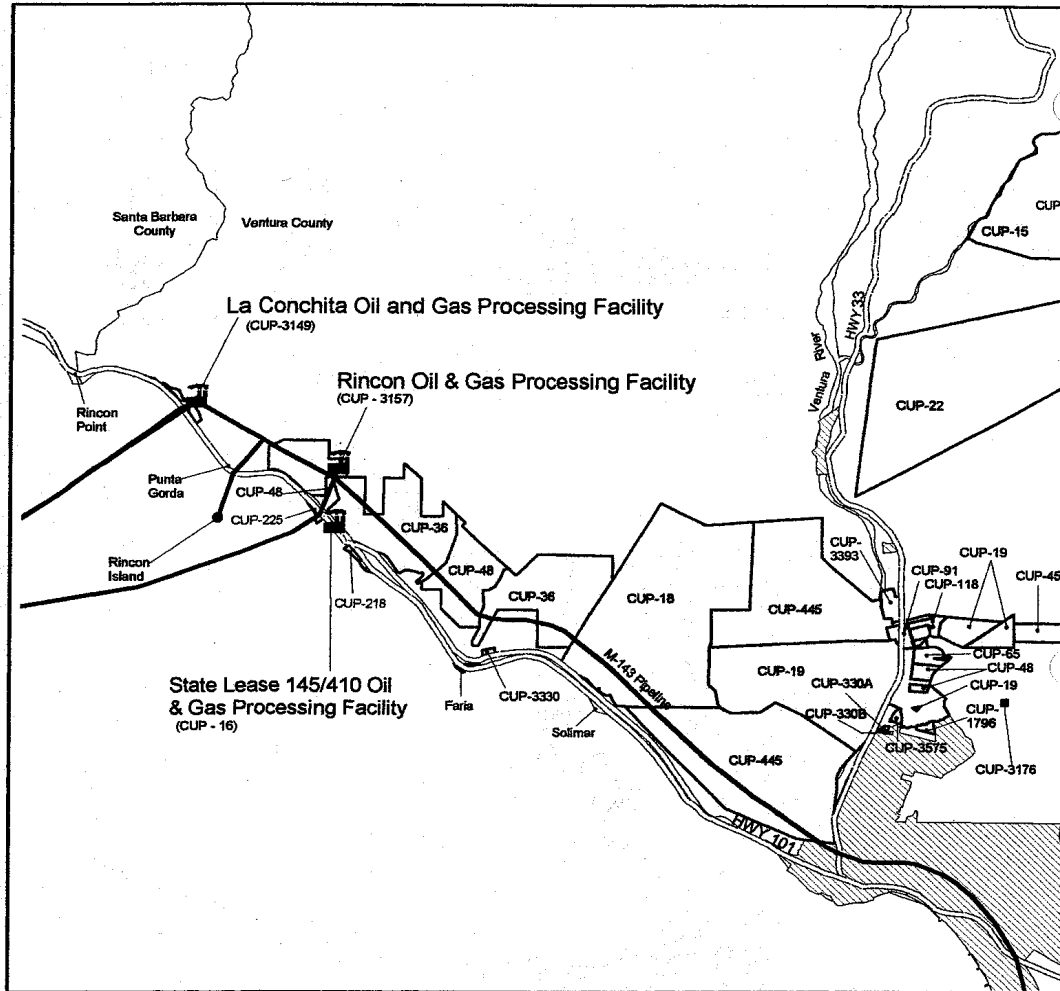 Santa Barbara
County
Ventura County
La Conchita Oil and Gas Processing Facility
(CUP-3149)
Rincon Oil & Gas Processing Facility
(CUP - 3157)
Rincon
Point
Punta
Gorda
CUP-48
CUP-225
Rincon
Island
CUP-218
State Lease 145/410 Oil
& Gas Processing Facility
(CUP - 16)
CUP-36
CUP-48
CUP-36
Faria
CUP-3330
Solimar
CUP-18
M-143 Pipeline
CUP-445
CUP-19
CUP-445
HWY 101
Ventura River
HWY 33
CUP-15
CUP
CUP-22
CUP-
3393
CUP-91
CUP-118
CUP-19
CUP-45
CUP-65
CUP-48
CUP-19
CUP-330A
CUP-330B
CUP-
1796
CUP-3575
CUP-3176